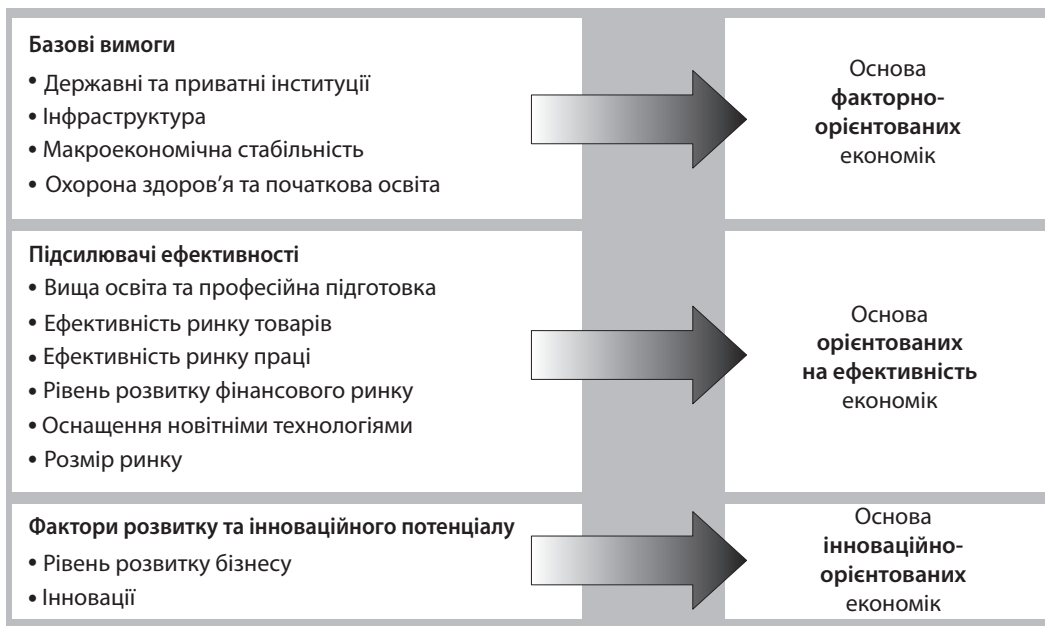 Базові вимоги
• Державні та приватні інституції
• Інфраструктура
• Макроекономічна стабільність
• Охорона здоров’я та початкова освіта
Основа
факторно-
орієнтованих
економік
Підсилювачі ефективності
• Вища освіта та професійна підготовка
• Ефективність ринку товарів
• Ефективність ринку праці
• Рівень розвитку фінансового ринку
• Оснащення новітніми технологіями
• Розмір ринку
Основа
орієнтованих
на ефективність
економік
Фактори розвитку та інноваційного потенціалу
• Рівень розвитку бізнесу
• Інновації
Основа
інноваційно-
орієнтованих
економік